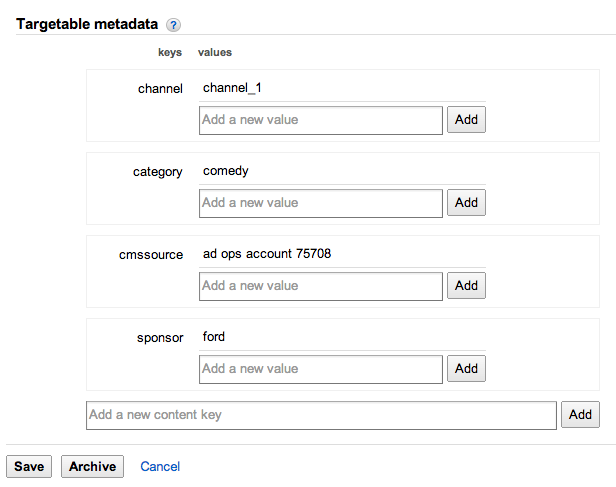 Targetable metadata ?
keys values
channel channel_1
Add a new value Add
category comedy
Add a new value Add
cmssource ad ops account 75708
Add a new value Add
sponsor ford
Add a new value Add
Add a new content key Add
Save Archive Cancel